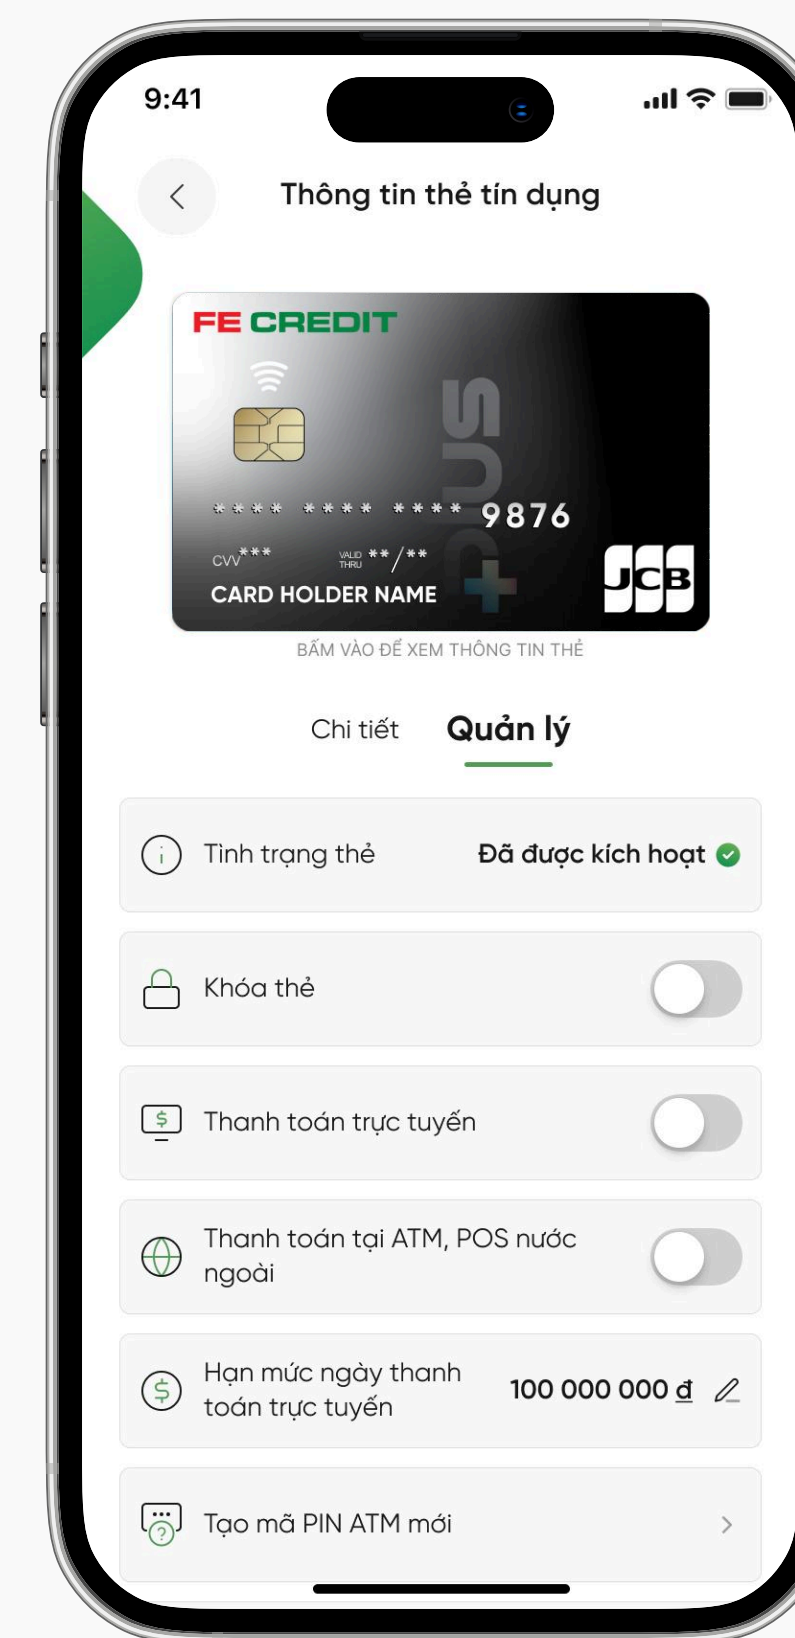 9:41
Thông tin thẻ tín dụng
FE CREDIT
PlUS
**** **** **** 9876
CVV*** VALID THRU **/**
CARD HOLDER NAME
JCB
BẤM VÀO ĐỂ XEM THÔNG TIN THẺ
Chi tiết Quản lý
Tình trạng thẻ Đã được kích hoạt
Khóa thẻ
Thanh toán trực tuyến
Thanh toán tại ATM, POS nước
ngoài
Hạn mức ngày thanh
toán trực tuyến 100 000 000 đ
Tạo mã PIN ATM mới